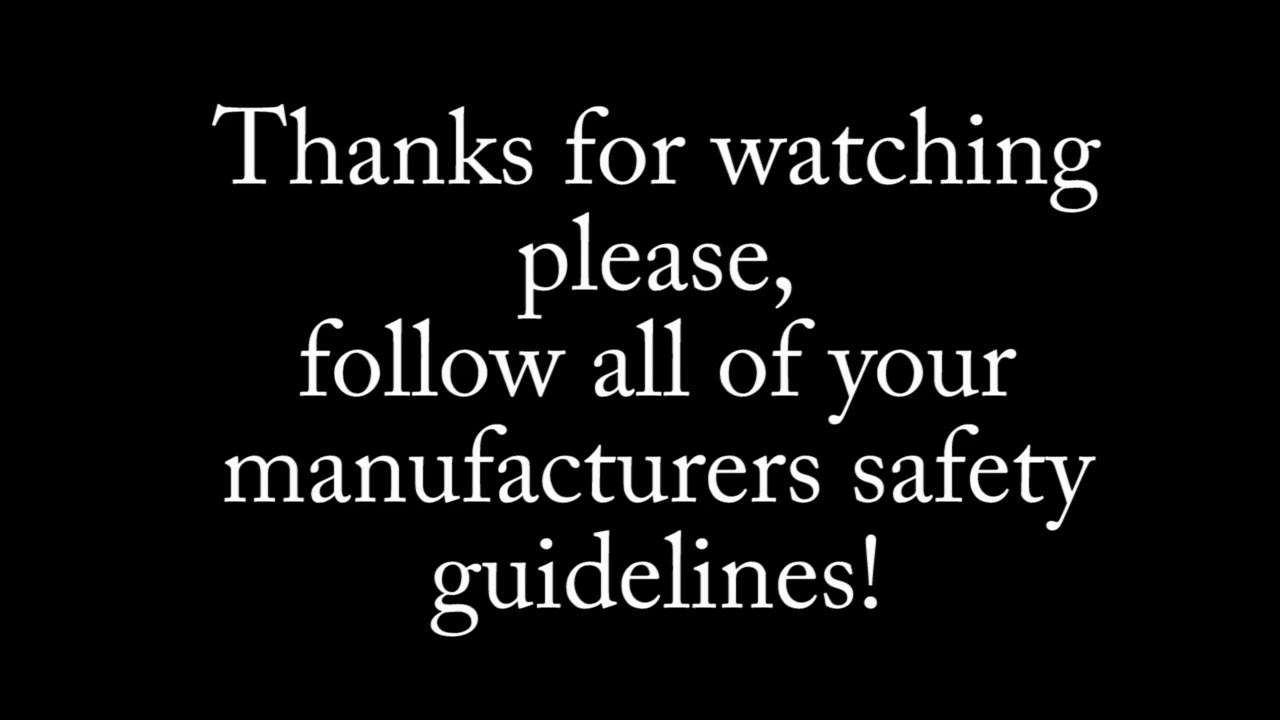 Thanks for watching
please,
follow all of your
manufacturers safety
guidelines!